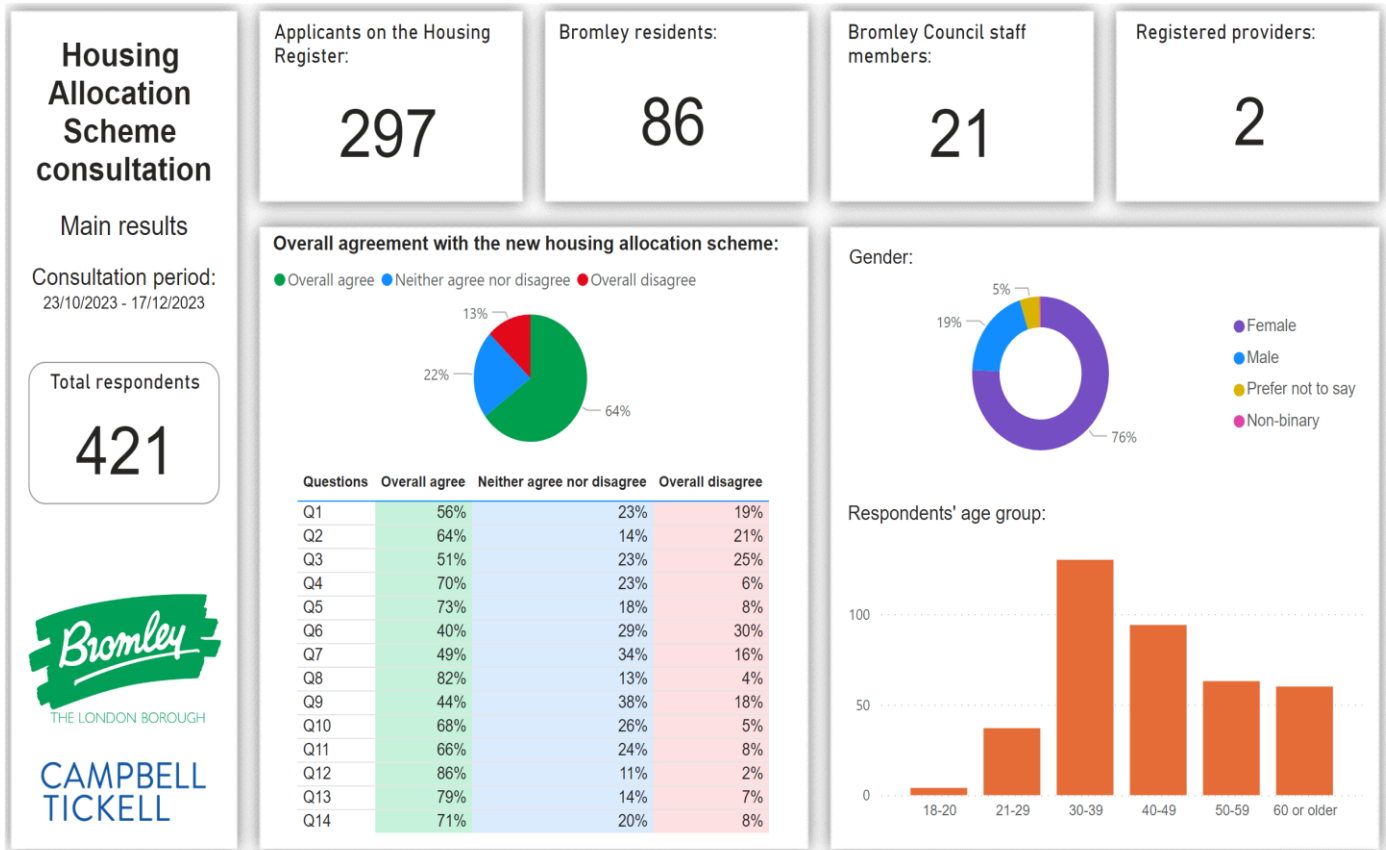 Housing
Allocation
Scheme
consultation
Main results
Consultation period:
23/10/2023 - 17/12/2023
Total respondents
421
Bromley
THE LONDON BOROUGH
CAMPBELL
TICKELL
Applicants on the Housing
Register:
297
Bromley residents:
86
Bromley Council staff
members:
21
Registered providers:
2
Overall agreement with the new housing allocation scheme:
Overall agree Neither agree nor disagree Overall disagree
13%
22%
64%
Questions Overall agree Neither agree nor disagree Overall disagree
Q1 56% 23% 19%
Q2 64% 14% 21%
Q3 51% 23% 25%
Q4 70% 23% 6%
Q5 73% 18% 8%
Q6 40% 29% 30%
Q7 49% 34% 16%
Q8 82% 13% 4%
Q9 44% 38% 18%
Q10 68% 26% 5%
Q11 66% 24% 8%
Q12 86% 11% 2%
Q13 79% 14% 7%
Q14 71% 20% 8%
Gender:
5%
19%
76%
Female
Male
Prefer not to say
Non-binary
Respondents' age group:
100
50
0
18-20 21-29 30-39 40-49 50-59 60 or older